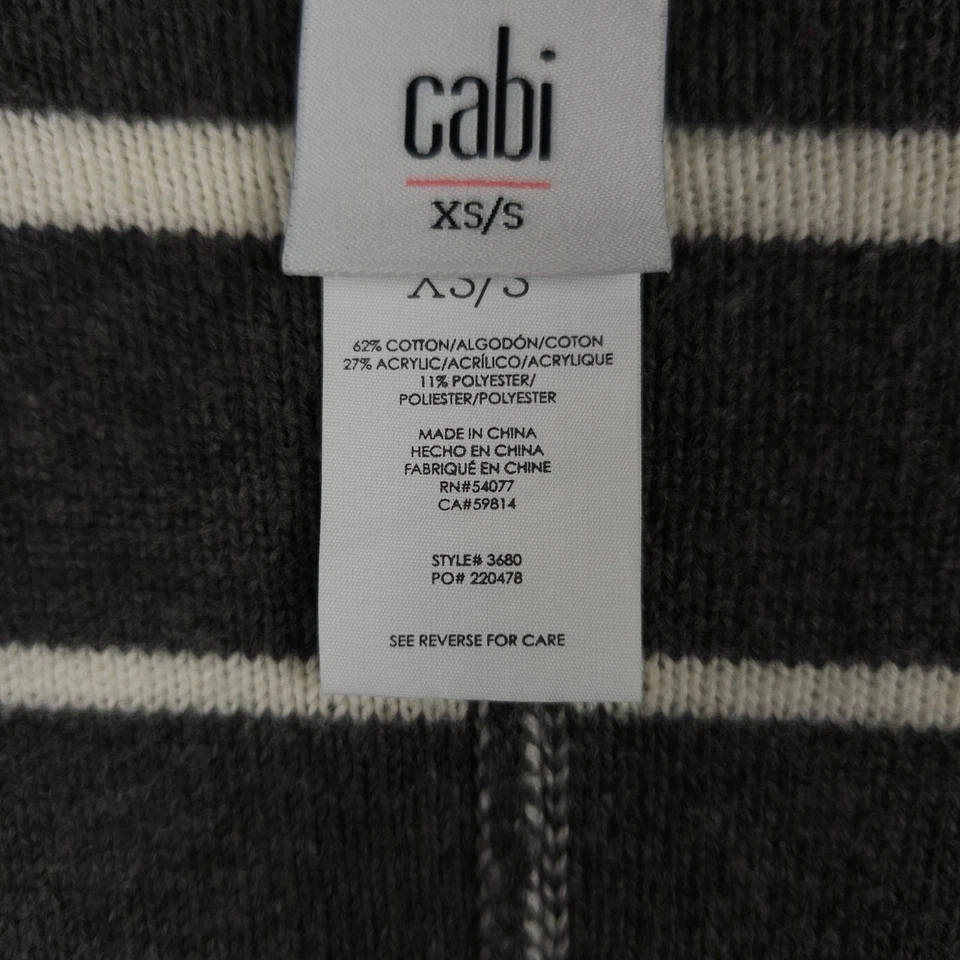 cabi
XS/S
XS/S
62% COTTON/ALGODÓN/COTON
27% ACRYLIC/ACRÍLICO/ACRYLIQUE
11% POLYESTER/
POLIESTER/POLYESTER
MADE IN CHINA
HECHO EN CHINA
FABRIQUÉ EN CHINE
RN#54077
CA#59814
STYLE# 3680
PO# 220478
SEE REVERSE FOR CARE